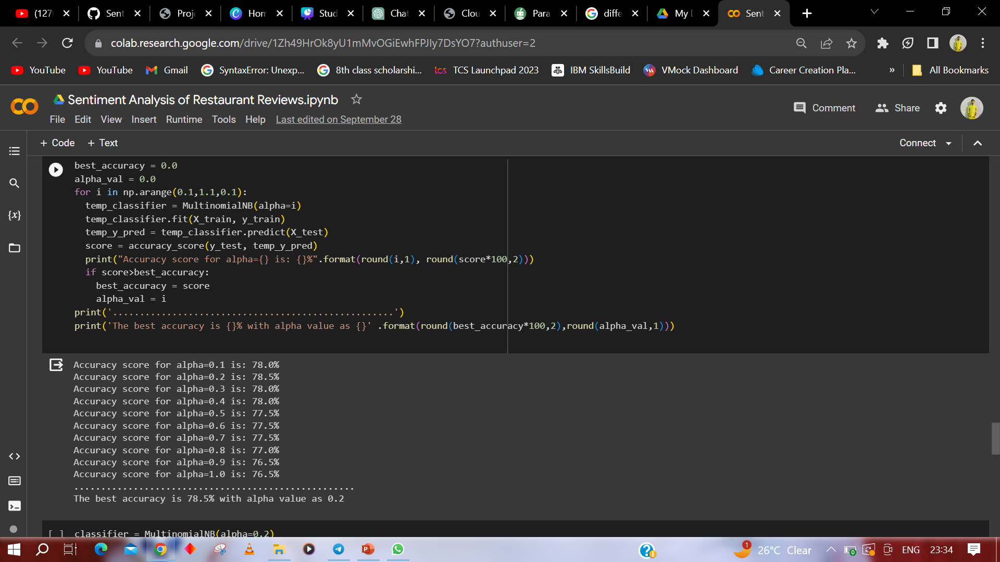 (127
Sent
Proj
Hom
Stud
Chat
Clou
Para
diffe
My D
Sent
colab.research.google.com/drive/1Zh49HrOk8yU1mMvOGiEwhFPJIy7DsYO7?authuser=2
YouTube
YouTube
Gmail
SyntaxError: Unexp...
8th class scholarshi...
tcs TCS Launchpad 2023
IBM SkillsBuild
VMock Dashboard
Career Creation Pla...
»
All Bookmarks
Sentiment Analysis of Restaurant Reviews.ipynb
File Edit View Insert Runtime Tools Help Last edited on September 28
Comment
Share
+ Code + Text
Connect
{x}
best_accuracy = 0.0
alpha_val = 0.0
for i in np.arange(0.1,1.1,0.1):
  temp_classifier = MultinomialNB(alpha=i)
  temp_classifier.fit(X_train, y_train)
  temp_y_pred = temp_classifier.predict(X_test)
  score = accuracy_score(y_test, temp_y_pred)
  print("Accuracy score for alpha={} is: {}%".format(round(i,1), round(score*100,2)))
  if score>best_accuracy:
    best_accuracy = score
    alpha_val = i
print('....................................................')
print('The best accuracy is {}% with alpha value as {}' .format(round(best_accuracy*100,2),round(alpha_val,1)))
Accuracy score for alpha=0.1 is: 78.0%
Accuracy score for alpha=0.2 is: 78.5%
Accuracy score for alpha=0.3 is: 78.0%
Accuracy score for alpha=0.4 is: 78.0%
Accuracy score for alpha=0.5 is: 77.5%
Accuracy score for alpha=0.6 is: 77.5%
Accuracy score for alpha=0.7 is: 77.5%
Accuracy score for alpha=0.8 is: 77.0%
Accuracy score for alpha=0.9 is: 76.5%
Accuracy score for alpha=1.0 is: 76.5%
....................................................
The best accuracy is 78.5% with alpha value as 0.2
[ ] classifier = MultinomialNB(alpha=0.2)
1
26°C Clear
ENG
23:34